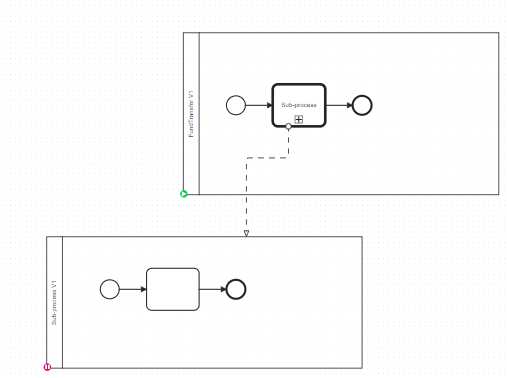 FundTransfer V1
Sub-process
Sub-process V1